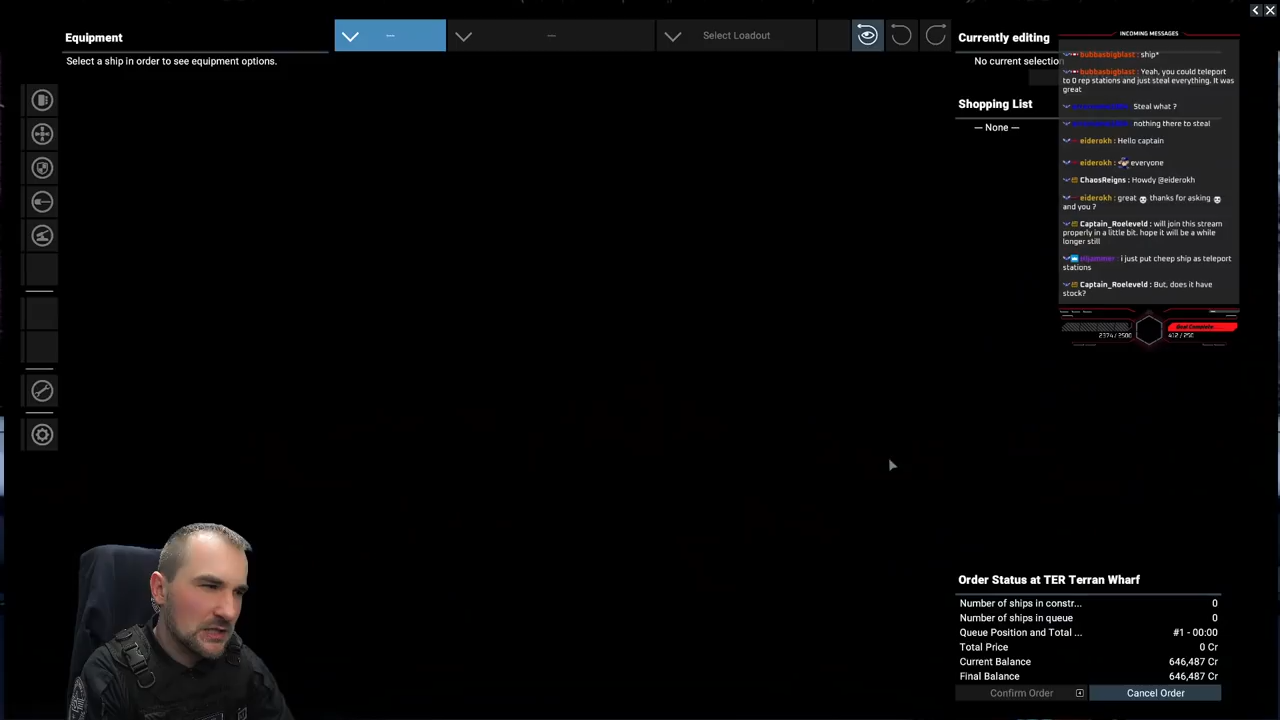 Equipment
Select a ship in order to see equipment options.
---
---
Select Loadout
Currently editing
No current selection
Shopping List
— None —
INCOMING MESSAGES
bubbasbigblast : ship*
bubbasbigblast : Yeah, you could teleport
to 0 rep stations and just steal everything. It was
great
Steal what ?
nothing there to steal
eiderokh : Hello captain
eiderokh : everyone
ChaosReigns : Howdy @eiderokh
eiderokh : great thanks for asking
and you ?
Captain_Roeleveld : will join this stream
properly in a little bit. hope it will be a while
longer still
: i just put cheep ship as teleport
stations
Captain_Roeleveld : But, does it have
stock?
2374 / 2500
412 / 250
Order Status at TER Terran Wharf
Number of ships in constr... 0
Number of ships in queue 0
Queue Position and Total ... #1 - 00:00
Total Price 0 Cr
Current Balance 646,487 Cr
Final Balance 646,487 Cr
Confirm Order
Cancel Order